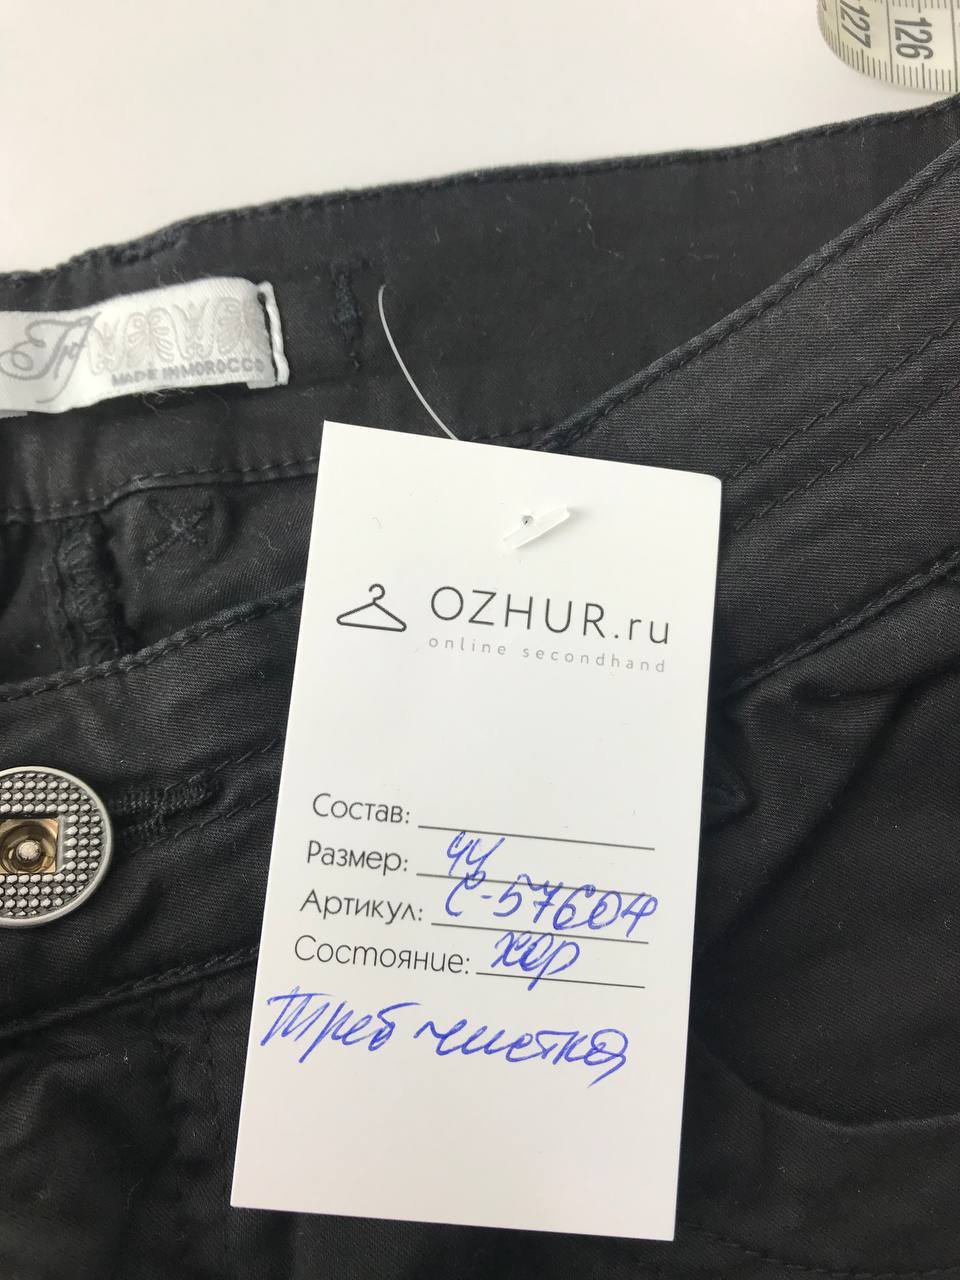 127 126
MADE IN MOROCCO
OZHUR.ru
online secondhand
Состав:
Размер: 44
Артикул: С-57604
Состояние: хор
Треб чистка